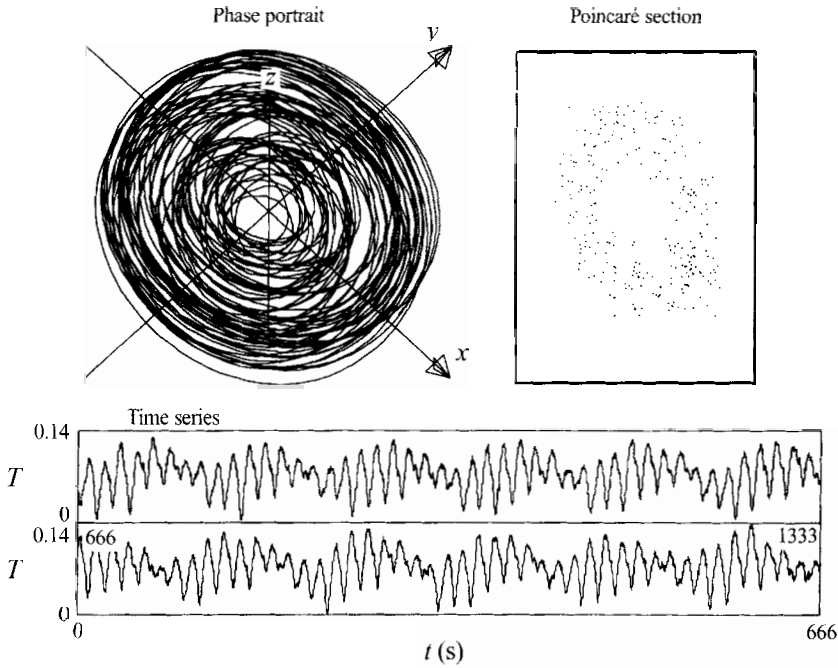 Phase portrait
Poincaré section
y
z
x
Time series
0.14
T
0
0.14
666
1333
T
0
0
666
t (s)